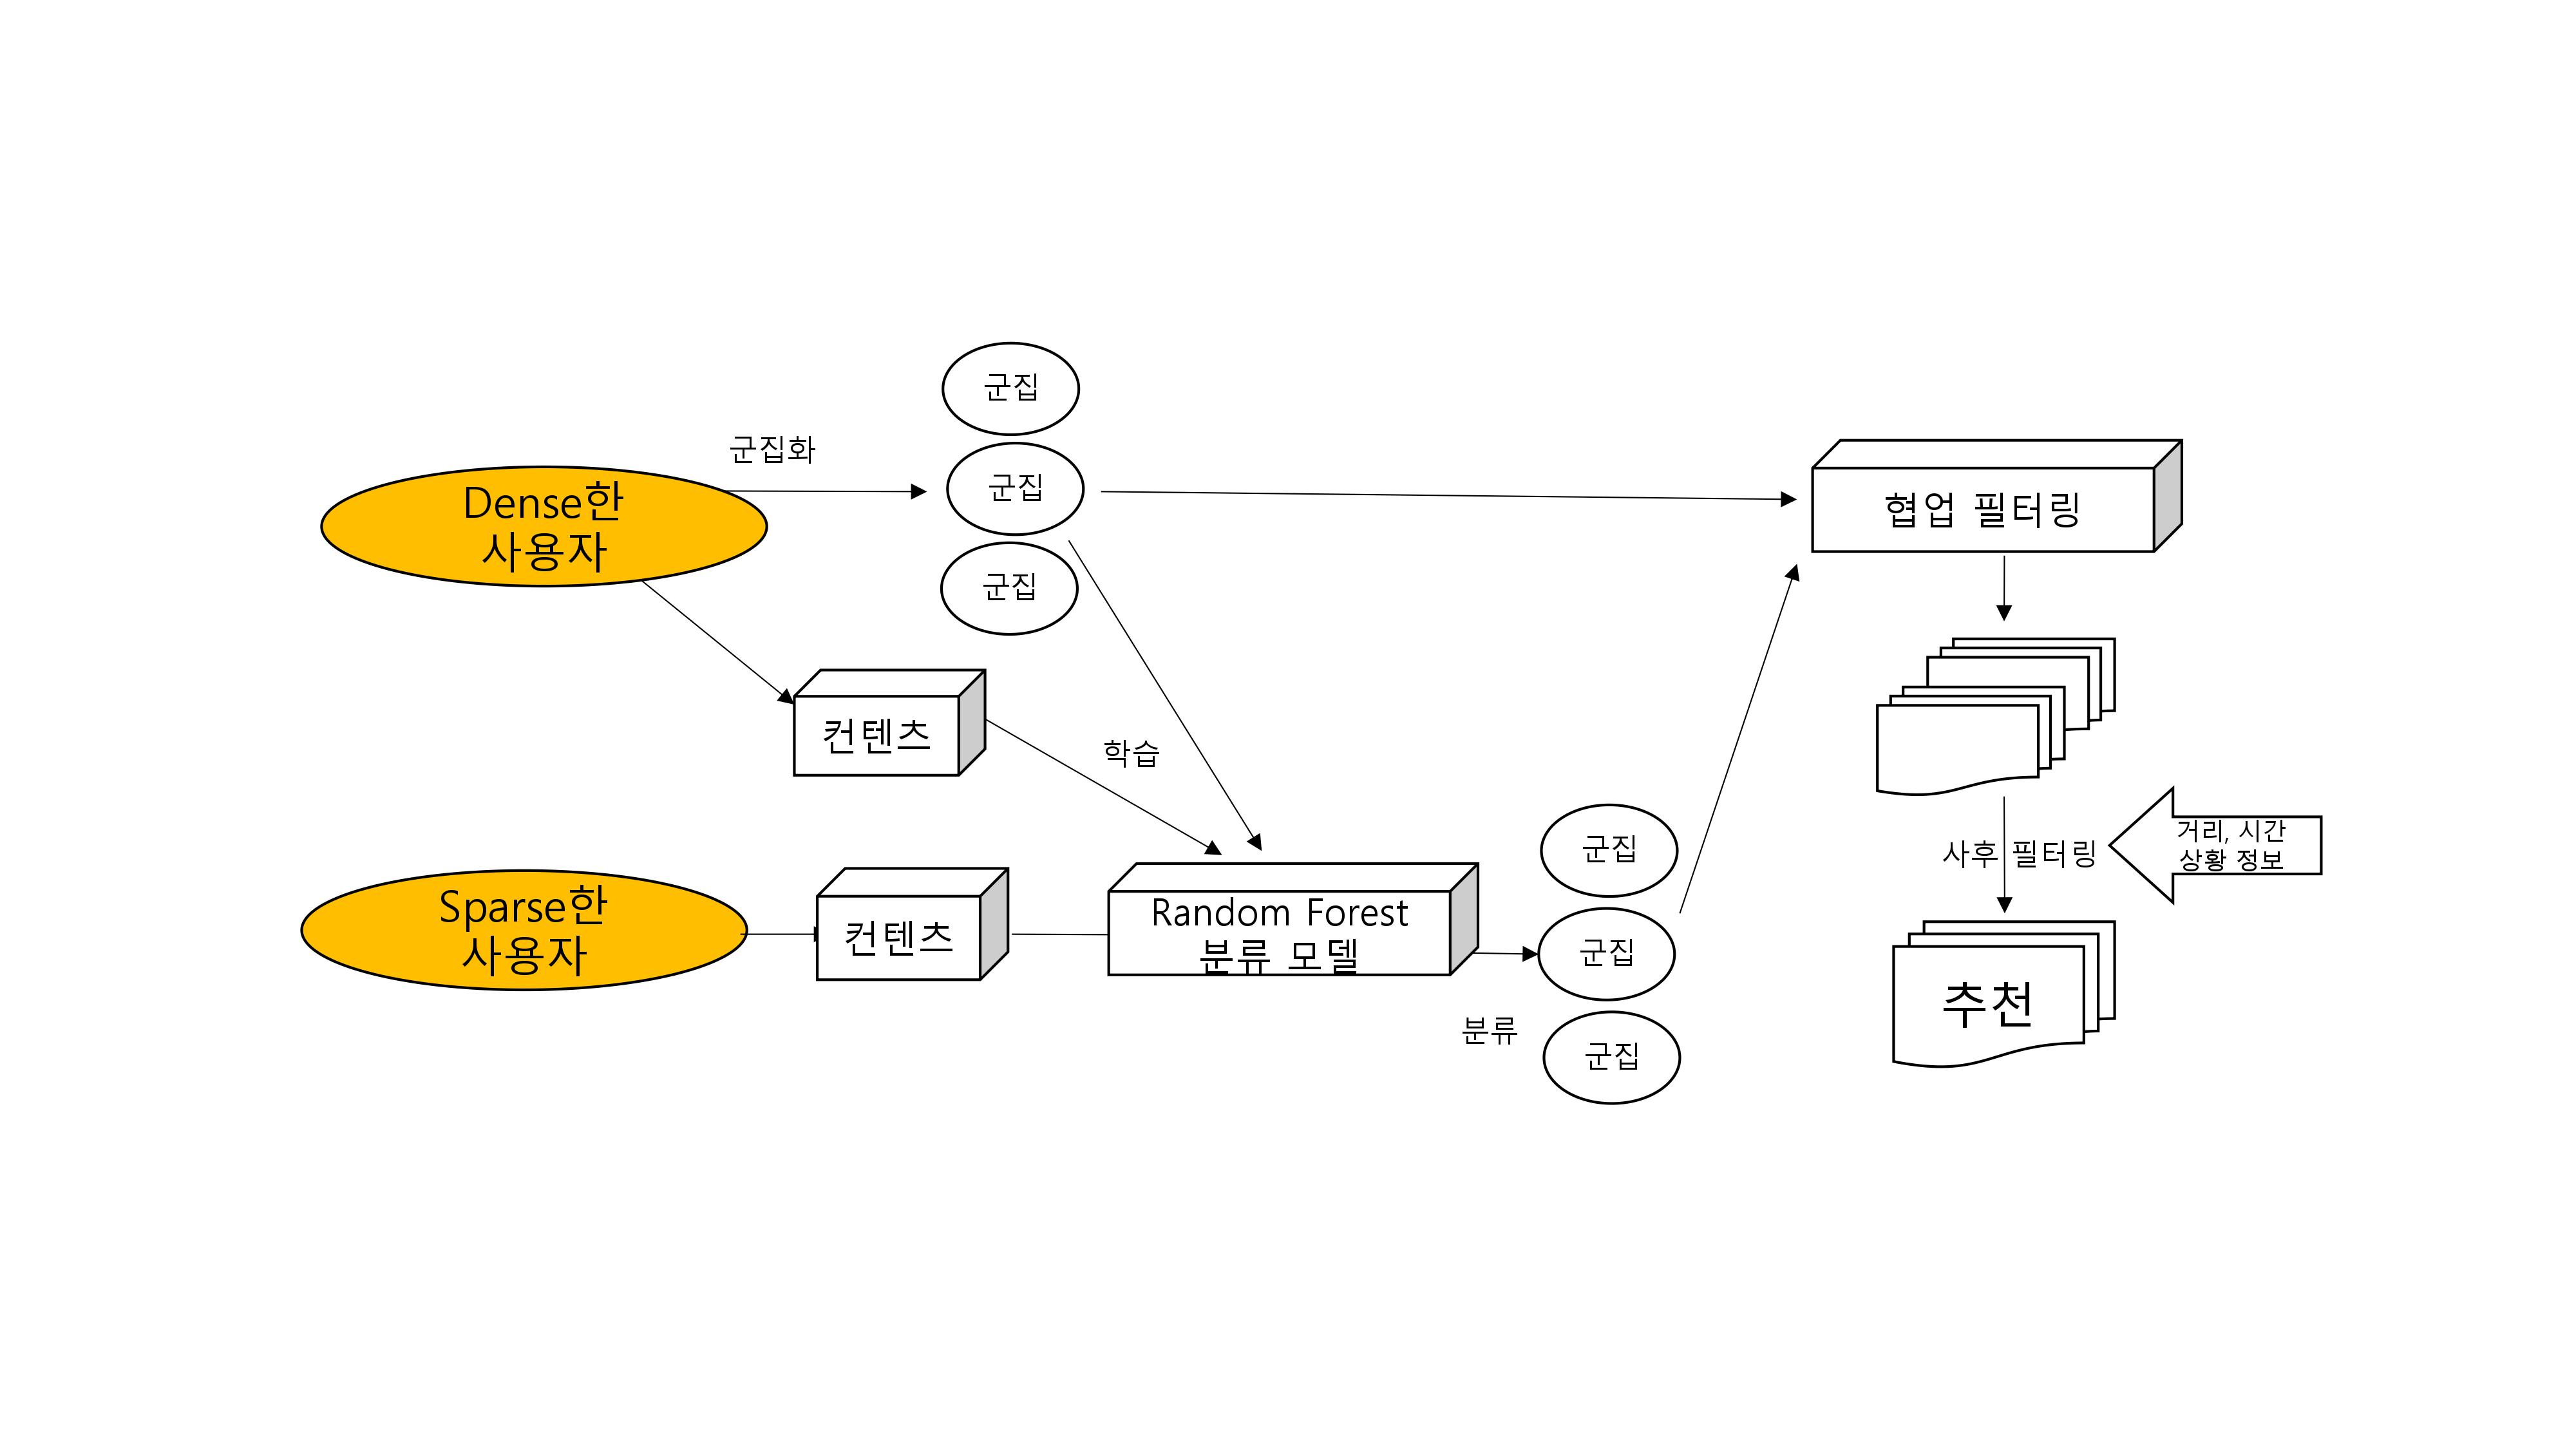 군집
군집화
군집
Dense한
사용자
군집
협업 필터링
컨텐츠
학습
Sparse한
사용자
컨텐츠
Random Forest
분류 모델
군집
군집
분류
군집
사후 필터링
거리, 시간
상황 정보
추천